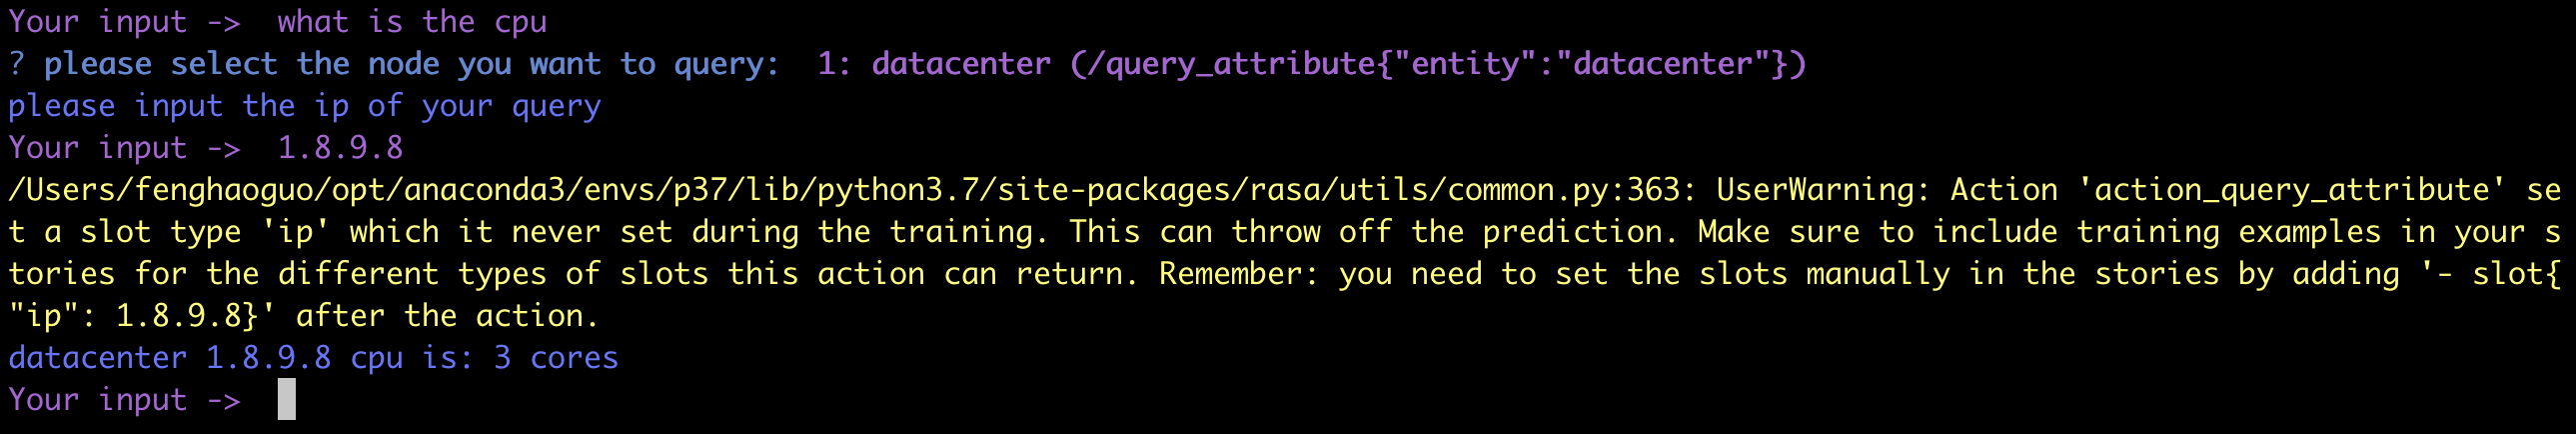 Your input ->  what is the cpu
? please select the node you want to query:  1: datacenter (/query_attribute{"entity":"datacenter"})
please input the ip of your query
Your input ->  1.8.9.8
/Users/fenghaoguo/opt/anaconda3/envs/p37/lib/python3.7/site-packages/rasa/utils/common.py:363: UserWarning: Action 'action_query_attribute' se
t a slot type 'ip' which it never set during the training. This can throw off the prediction. Make sure to include training examples in your s
tories for the different types of slots this action can return. Remember: you need to set the slots manually in the stories by adding '- slot{
"ip": 1.8.9.8}' after the action.
datacenter 1.8.9.8 cpu is: 3 cores
Your input ->